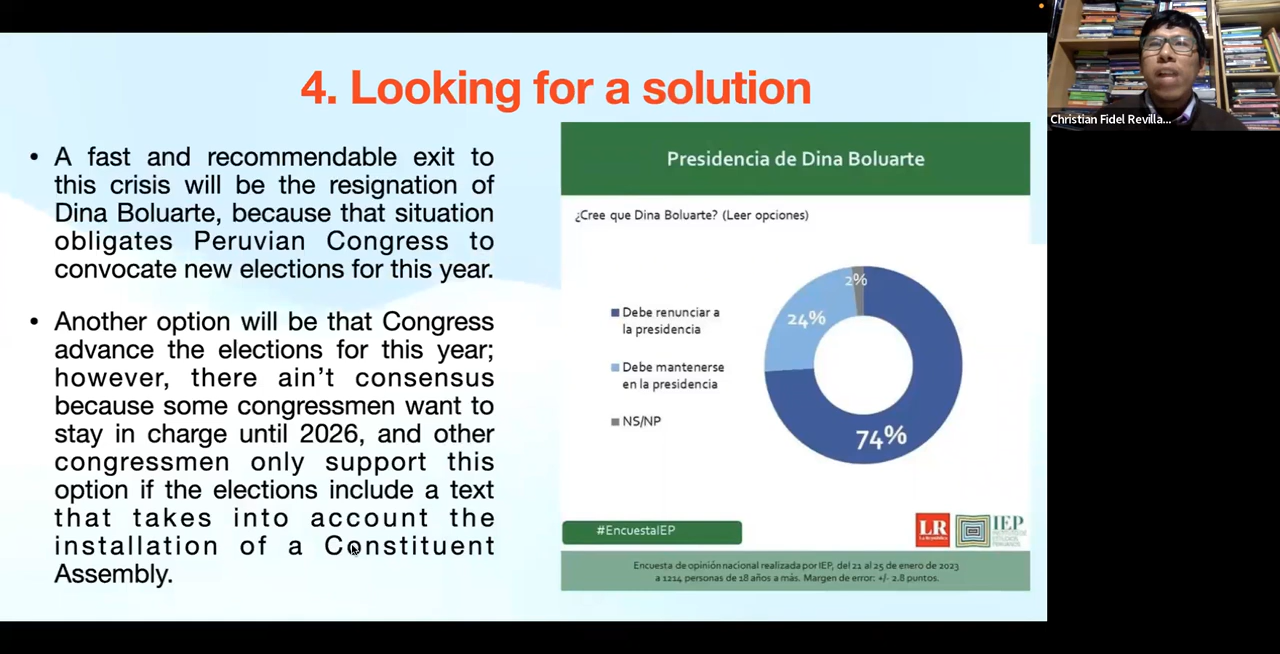 4. Looking for a solution
• A fast and recommendable exit to
this crisis will be the resignation of
Dina Boluarte, because that situation
obligates Peruvian Congress to
convocate new elections for this year.
• Another option will be that Congress
advance the elections for this year;
however, there ain't consensus
because some congressmen want to
stay in charge until 2026, and other
congressmen only support this
option if the elections include a text
that takes into account the
installation of a Constituent
Assembly.
Presidencia de Dina Boluarte
¿Cree que Dina Boluarte? (Leer opciones)
Debe renunciar a
la presidencia
Debe mantenerse
en la presidencia
NS/NP
2%
24%
74%
#EncuestaIEP
LR
La República
IEP
Encuesta de opinión nacional realizada por IEP, del 21 al 25 de enero de 2023
a 1214 personas de 18 años a más. Margen de error: +/- 2.8 puntos.
Christian Fidel Revilla...